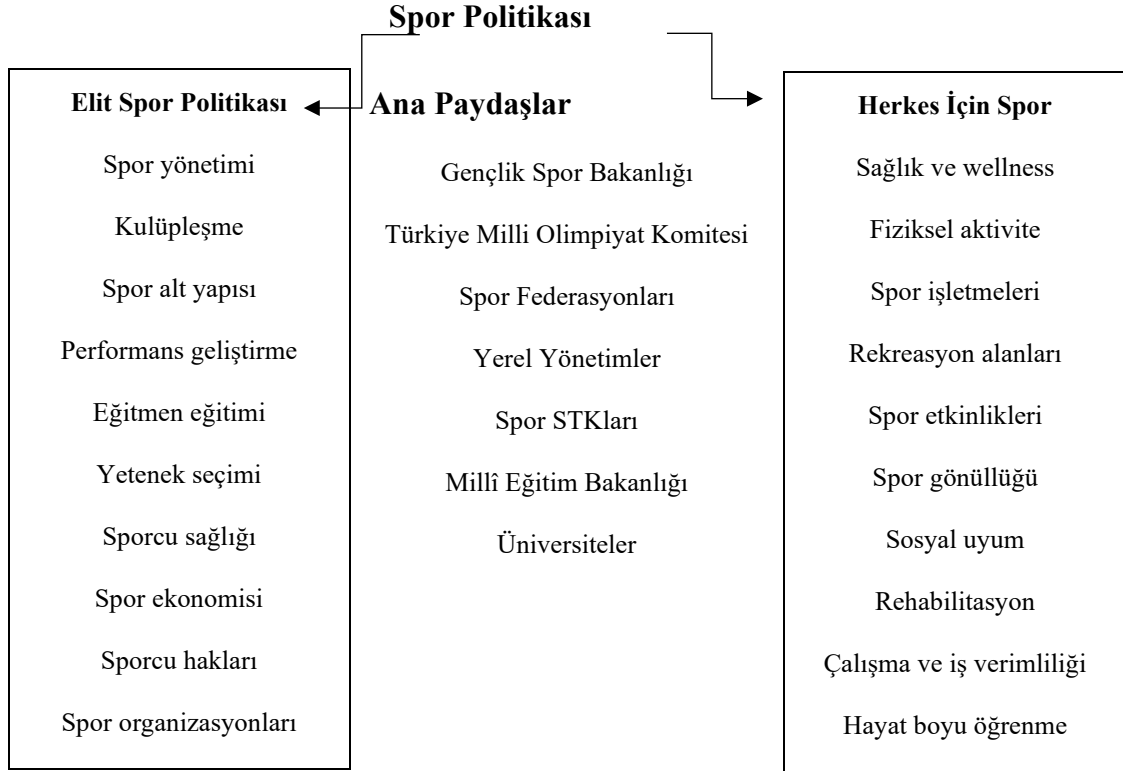 Spor Politikası
Elit Spor Politikası
Spor yönetimi
Kulüpleşme
Spor alt yapısı
Performans geliştirme
Eğitmen eğitimi
Yetenek seçimi
Sporcu sağlığı
Spor ekonomisi
Sporcu hakları
Spor organizasyonları
Ana Paydaşlar
Gençlik Spor Bakanlığı
Türkiye Milli Olimpiyat Komitesi
Spor Federasyonları
Yerel Yönetimler
Spor STKları
Millî Eğitim Bakanlığı
Üniversiteler
Herkes İçin Spor
Sağlık ve wellness
Fiziksel aktivite
Spor işletmeleri
Rekreasyon alanları
Spor etkinlikleri
Spor gönüllüğü
Sosyal uyum
Rehabilitasyon
Çalışma ve iş verimliliği
Hayat boyu öğrenme